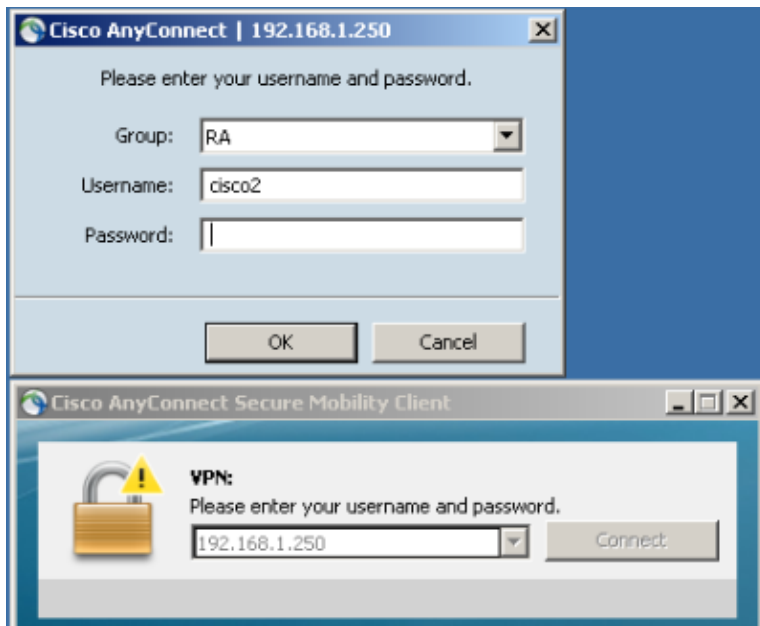 Cisco AnyConnect | 192.168.1.250
Please enter your username and password.
Group: RA
Username: cisco2
Password:
OK Cancel
Cisco AnyConnect Secure Mobility Client
VPN:
Please enter your username and password.
192.168.1.250 Connect